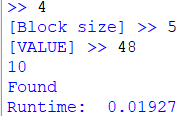 >> 4
[Block size] >> 5
[VALUE] >> 48
10
Found
Runtime:  0.01927